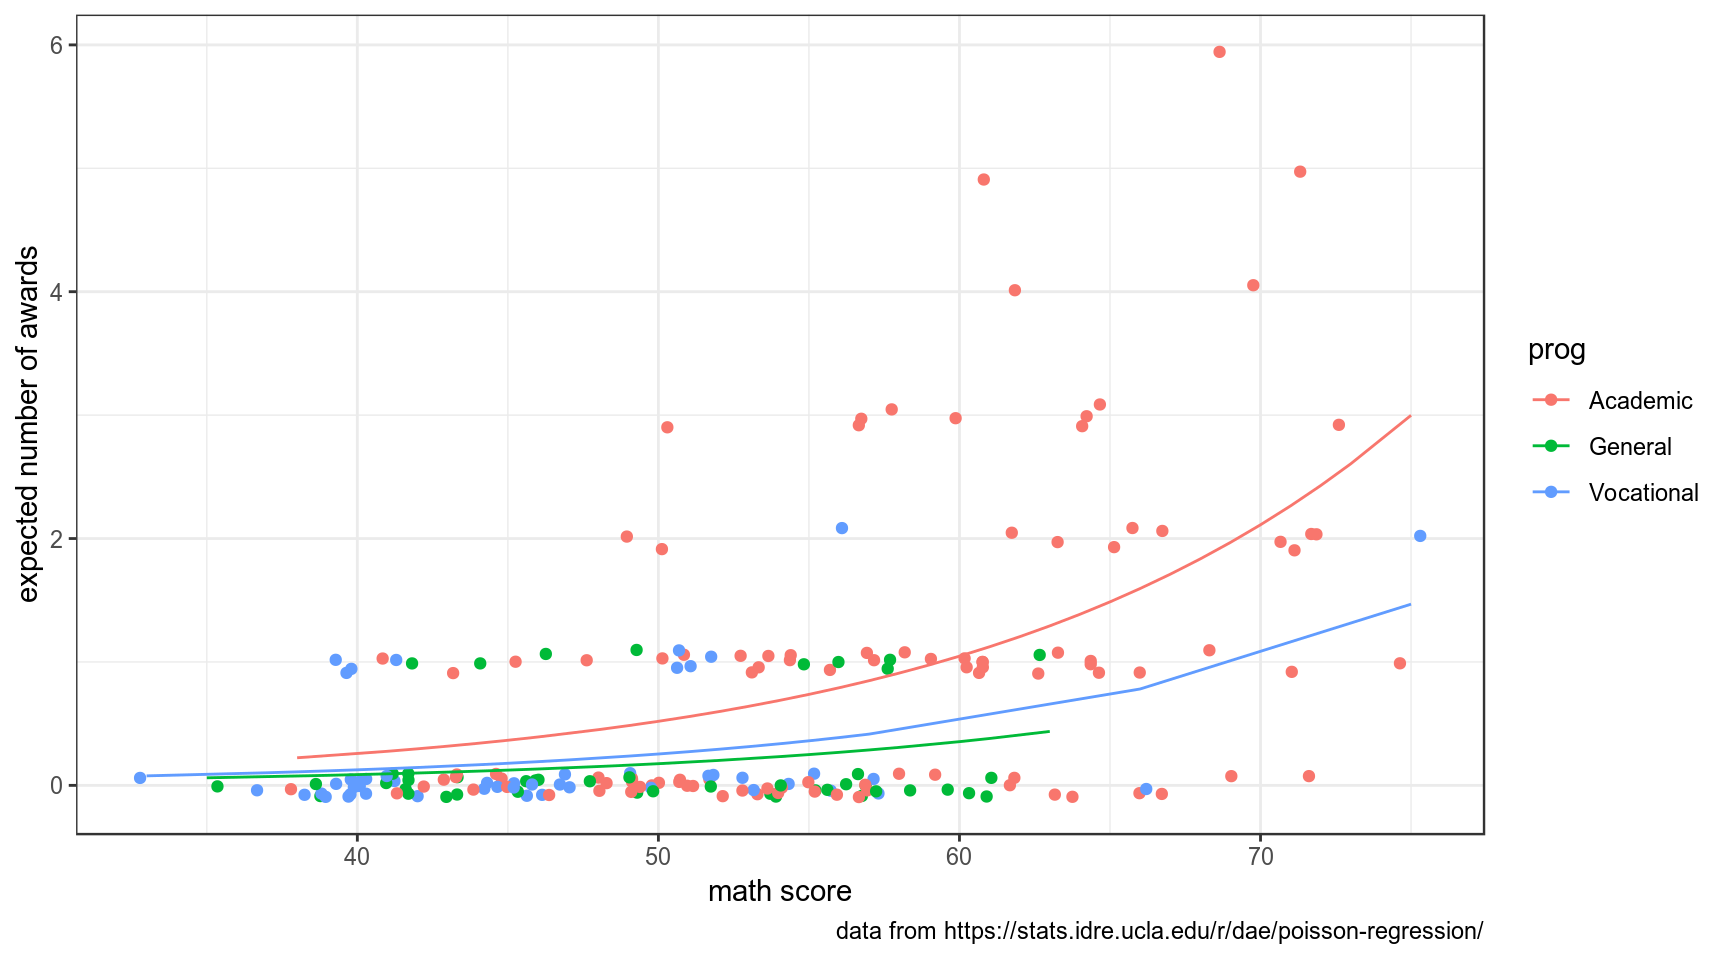 expected number of awards
6
4
2
0
40
50
60
70
math score
prog
Academic
General
Vocational
data from https://stats.idre.ucla.edu/r/dae/poisson-regression/